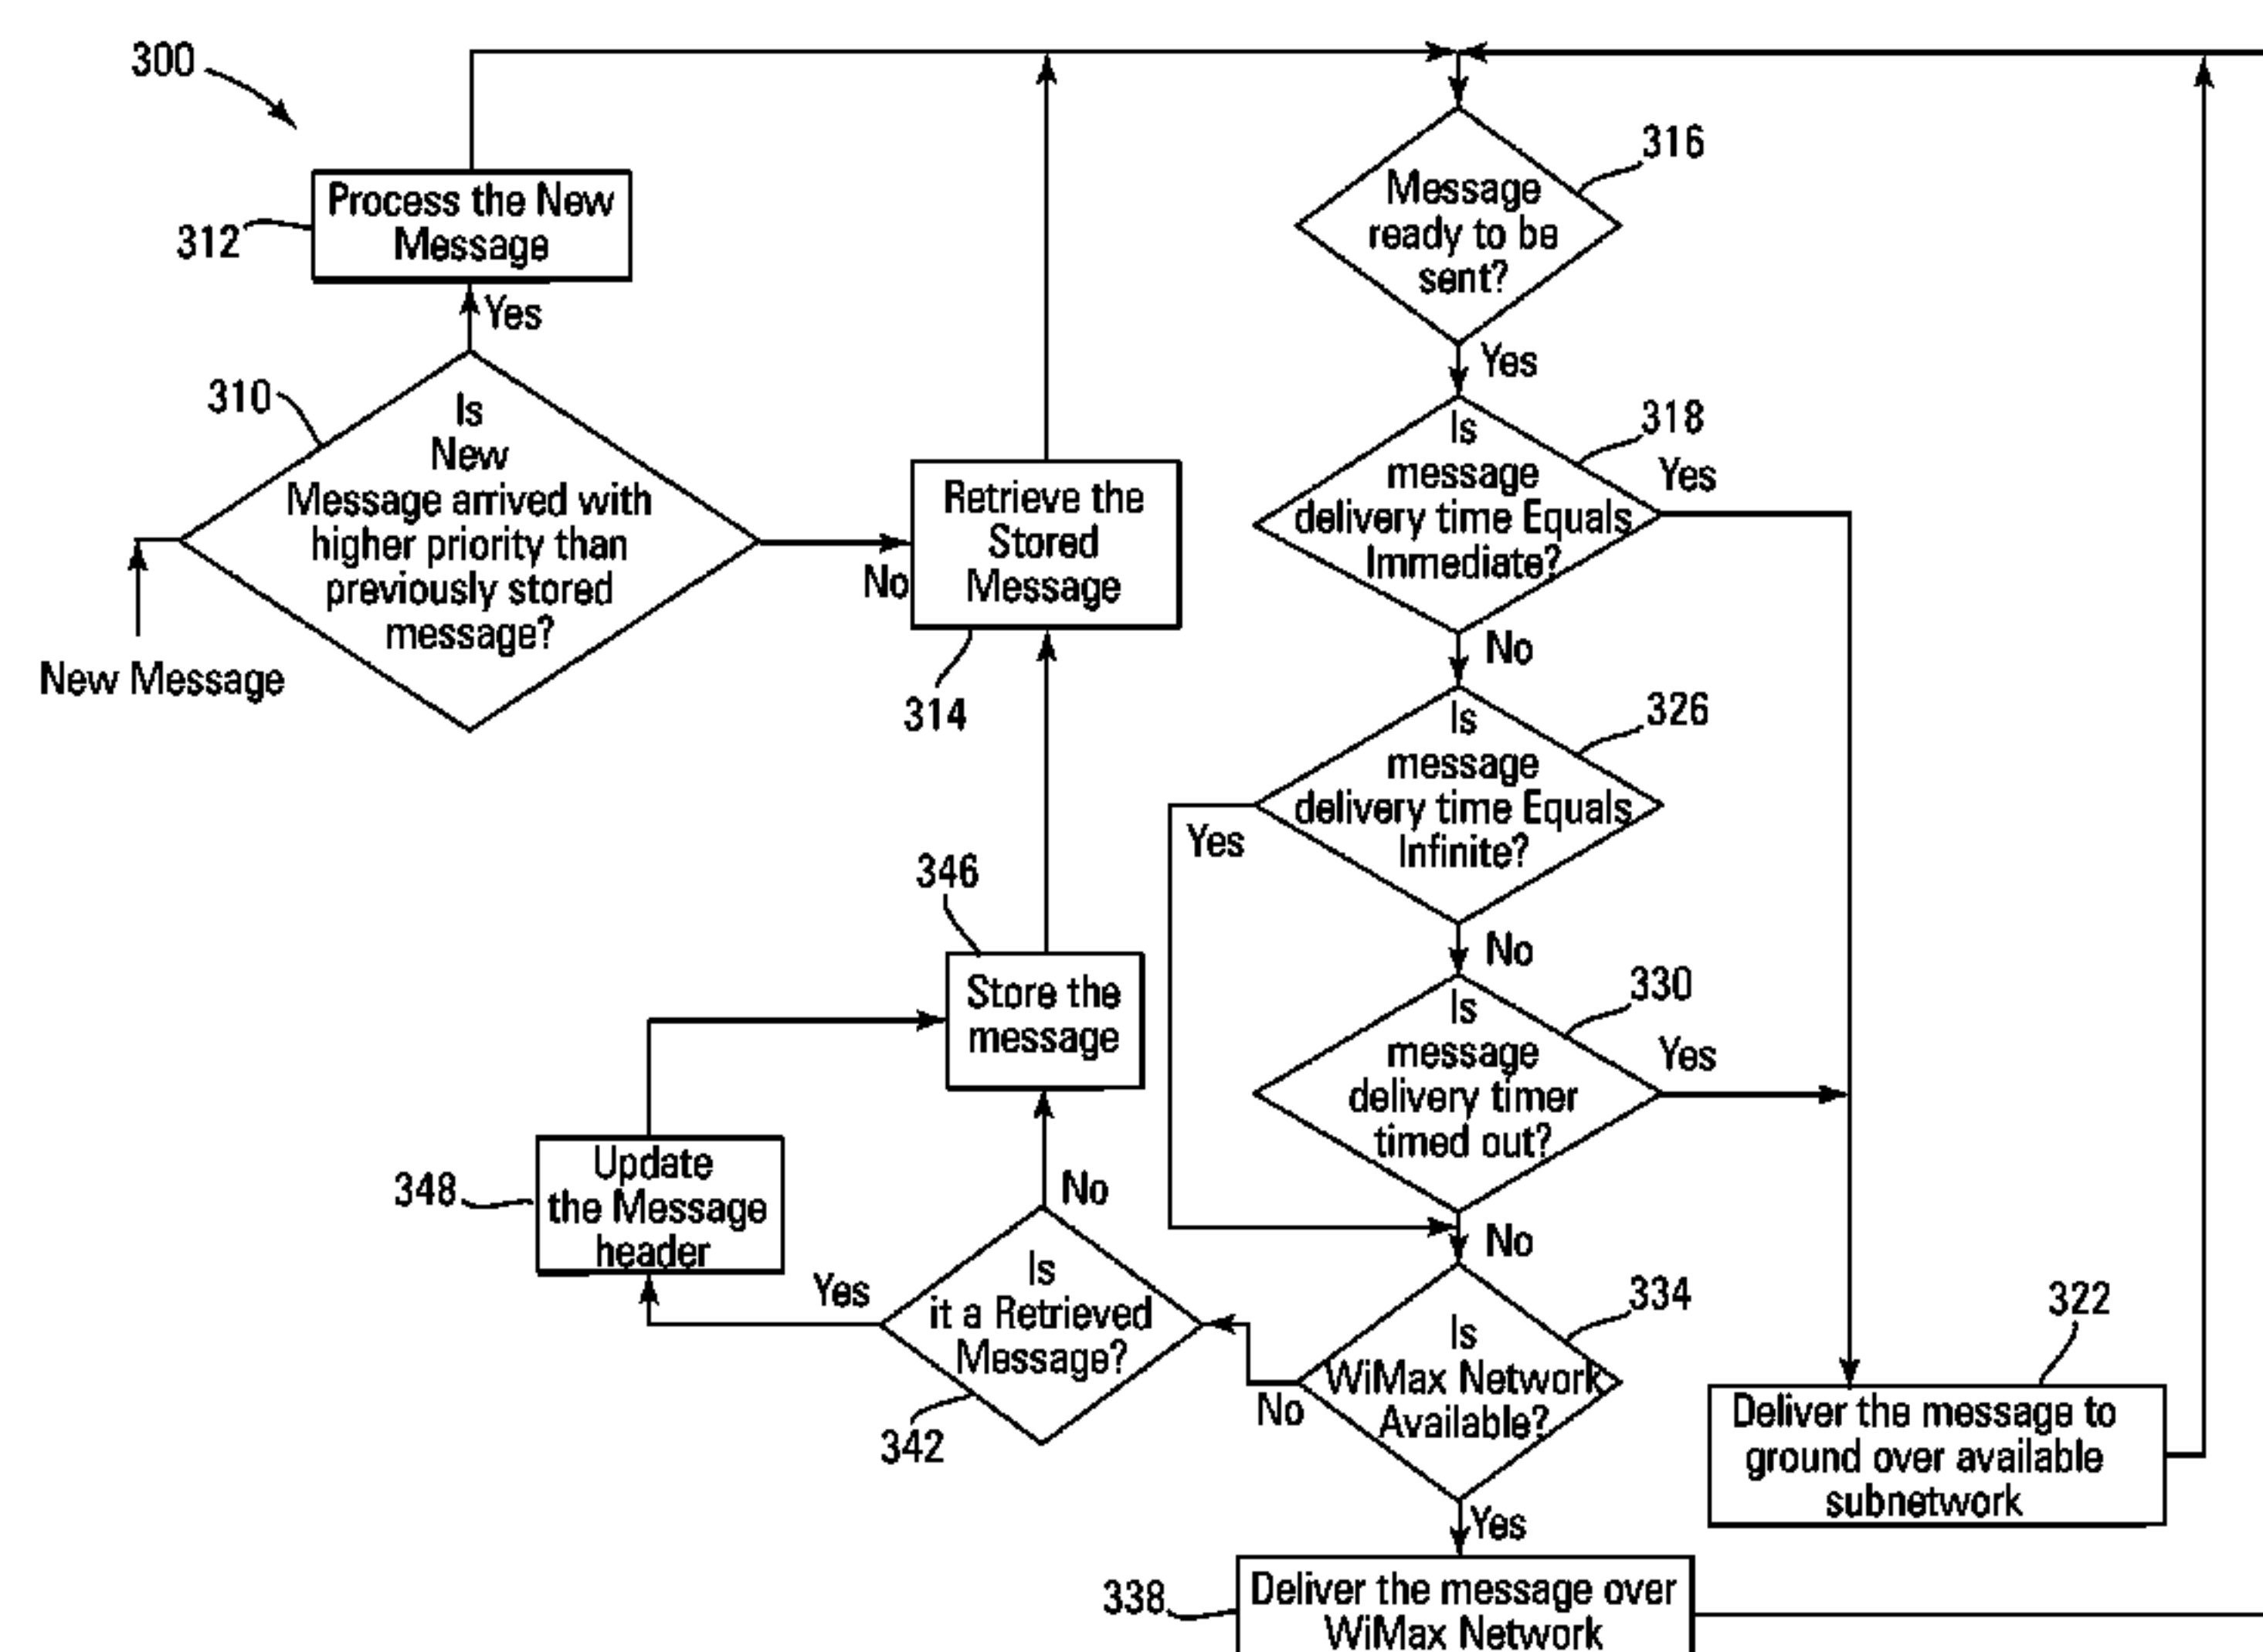 300
Process the New
Message
312
Yes
310
Is
New
Message arrived with
higher priority than
previously stored
message?
New Message
No
Retrieve the
Stored
Message
314
316
Message
ready to be
sent?
Yes
318
Is
message
delivery time Equals
Immediate?
Yes
No
326
Is
message
delivery time Equals
Infinite?
Yes
No
330
Is
message
delivery timer
timed out?
Yes
No
346
Store the
message
348
Update
the Message
header
No
Yes
Is
it a Retrieved
Message?
342
334
Is
WiMax Network
Available?
No
Yes
322
Deliver the message to
ground over available
subnetwork
338
Deliver the message over
WiMax Network